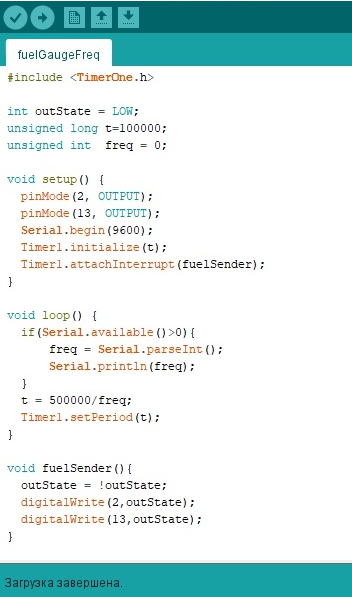 fuelGaugeFreq
#include <TimerOne.h>
int outState = LOW;
unsigned long t=100000;
unsigned int  freq = 0;
void setup() {
  pinMode(2, OUTPUT);
  pinMode(13, OUTPUT);
  Serial.begin(9600);
  Timer1.initialize(t);
  Timer1.attachInterrupt(fuelSender);
}
void loop() {
  if(Serial.available()>0){
      freq = Serial.parseInt();
      Serial.println(freq);
  }
  t = 500000/freq;
  Timer1.setPeriod(t);
}
void fuelSender(){
  outState = !outState;
  digitalWrite(2,outState);
  digitalWrite(13,outState);
}
Загрузка завершена.